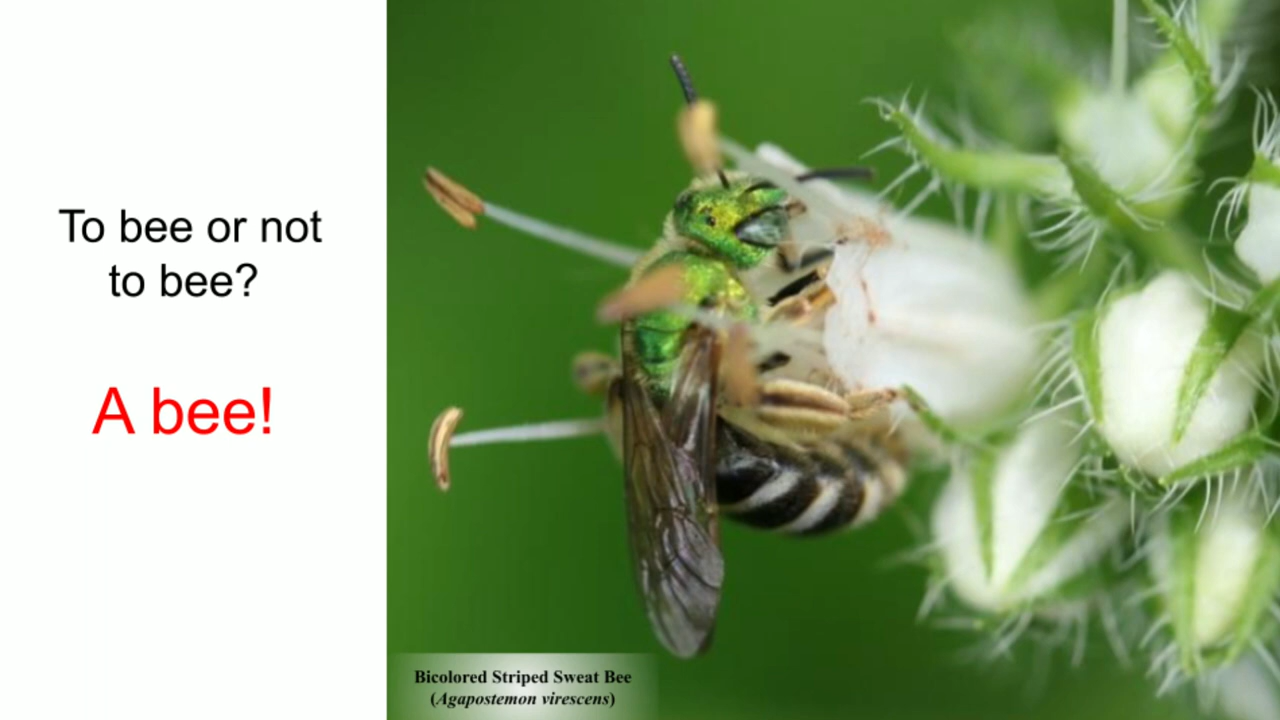 To bee or not
to bee?
A bee!
Bicolored Striped Sweat Bee
(Agapostemon virescens)